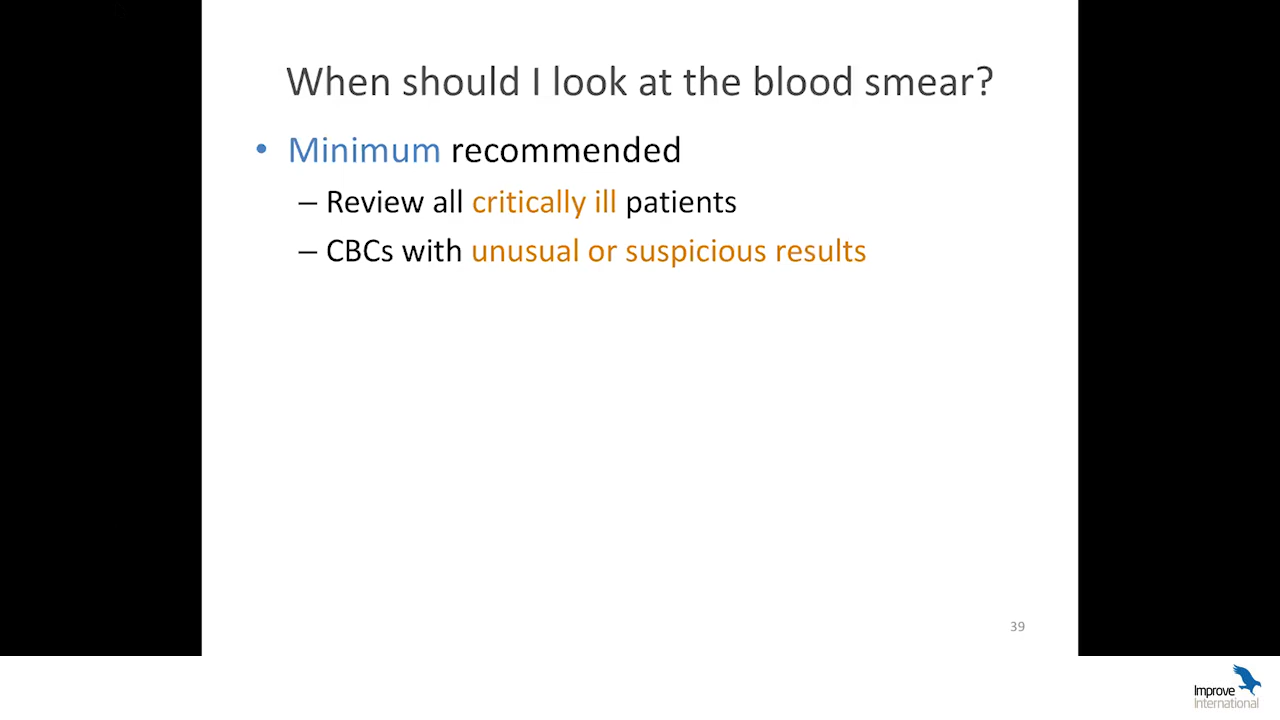 When should I look at the blood smear?
• Minimum recommended
– Review all critically ill patients
– CBCs with unusual or suspicious results
39
Improve
International